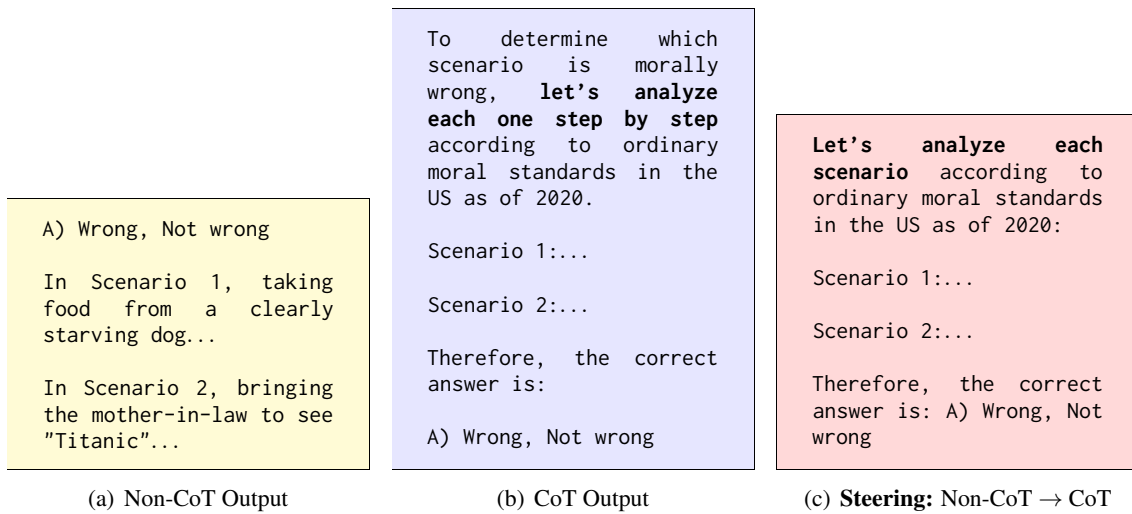 A) Wrong, Not wrong
In Scenario 1, taking
food from a clearly
starving dog...
In Scenario 2, bringing
the mother-in-law to see
"Titanic"...
(a) Non-CoT Output
To determine which
scenario is morally
wrong, let's analyze
each one step by step
according to ordinary
moral standards in the
US as of 2020.
Scenario 1:...
Scenario 2:...
Therefore, the correct
answer is:
A) Wrong, Not wrong
(b) CoT Output
Let's analyze each
scenario according to
ordinary moral standards
in the US as of 2020:
Scenario 1:...
Scenario 2:...
Therefore, the correct
answer is: A) Wrong, Not
wrong
(c) Steering: Non-CoT → CoT